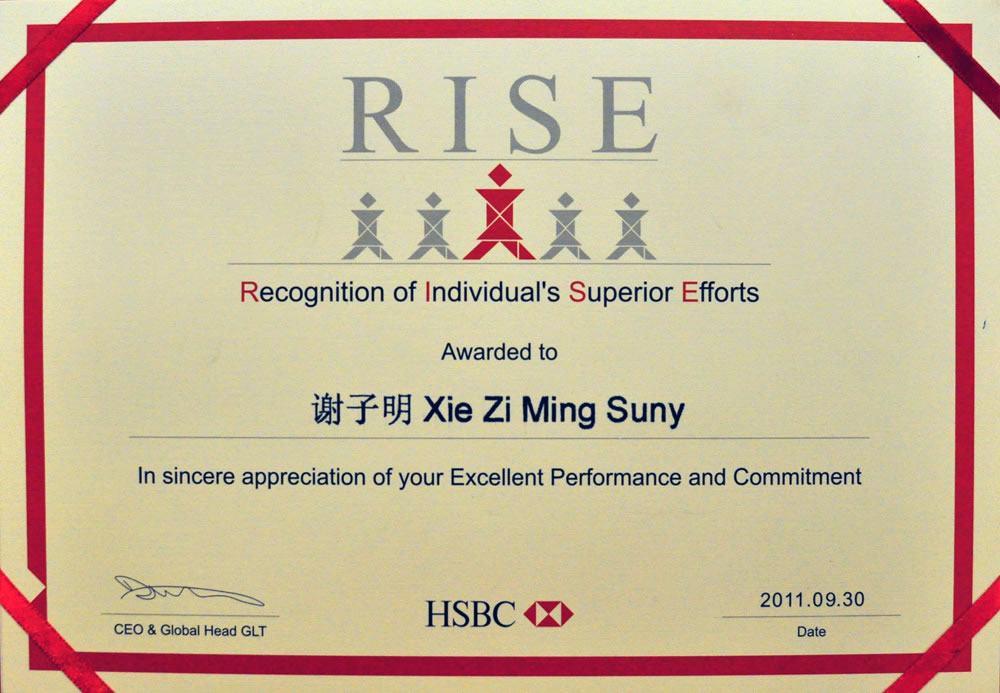 RISE
Recognition of Individual's Superior Efforts
Awarded to
谢子明 Xie Zi Ming Suny
In sincere appreciation of your Excellent Performance and Commitment
CEO & Global Head GLT
HSBC
2011.09.30
Date